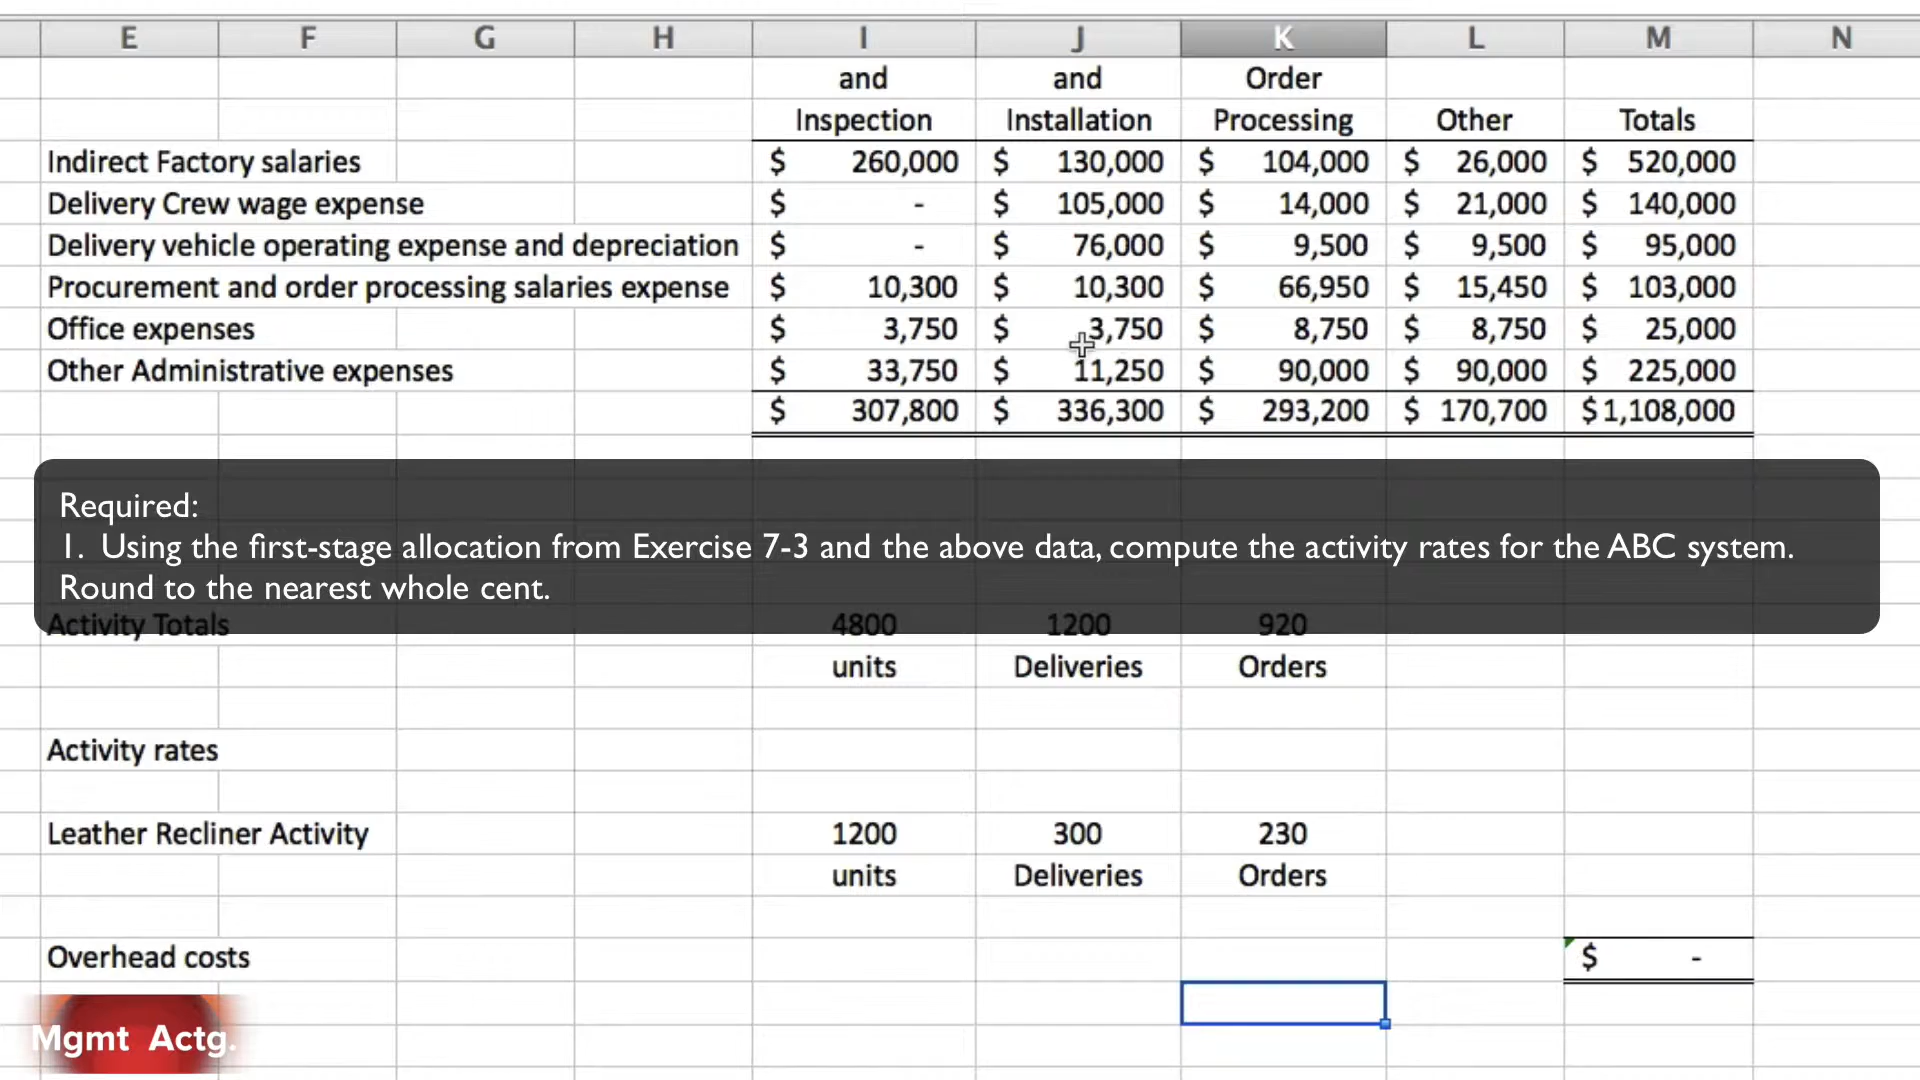 E F G H I J K L M N
and and Order
Inspection Installation Processing Other Totals
Indirect Factory salaries $ 260,000 $ 130,000 $ 104,000 $ 26,000 $ 520,000
Delivery Crew wage expense $ - $ 105,000 $ 14,000 $ 21,000 $ 140,000
Delivery vehicle operating expense and depreciation $ - $ 76,000 $ 9,500 $ 9,500 $ 95,000
Procurement and order processing salaries expense $ 10,300 $ 10,300 $ 66,950 $ 15,450 $ 103,000
Office expenses $ 3,750 $ 3,750 $ 8,750 $ 8,750 $ 25,000
Other Administrative expenses $ 33,750 $ 11,250 $ 90,000 $ 90,000 $ 225,000
$ 307,800 $ 336,300 $ 293,200 $ 170,700 $ 1,108,000
Required:
1. Using the first-stage allocation from Exercise 7-3 and the above data, compute the activity rates for the ABC system.
Round to the nearest whole cent.
Activity Totals 4800 1200 920
units Deliveries Orders
Activity rates
Leather Recliner Activity 1200 300 230
units Deliveries Orders
Overhead costs $ -
Mgmt Actg.